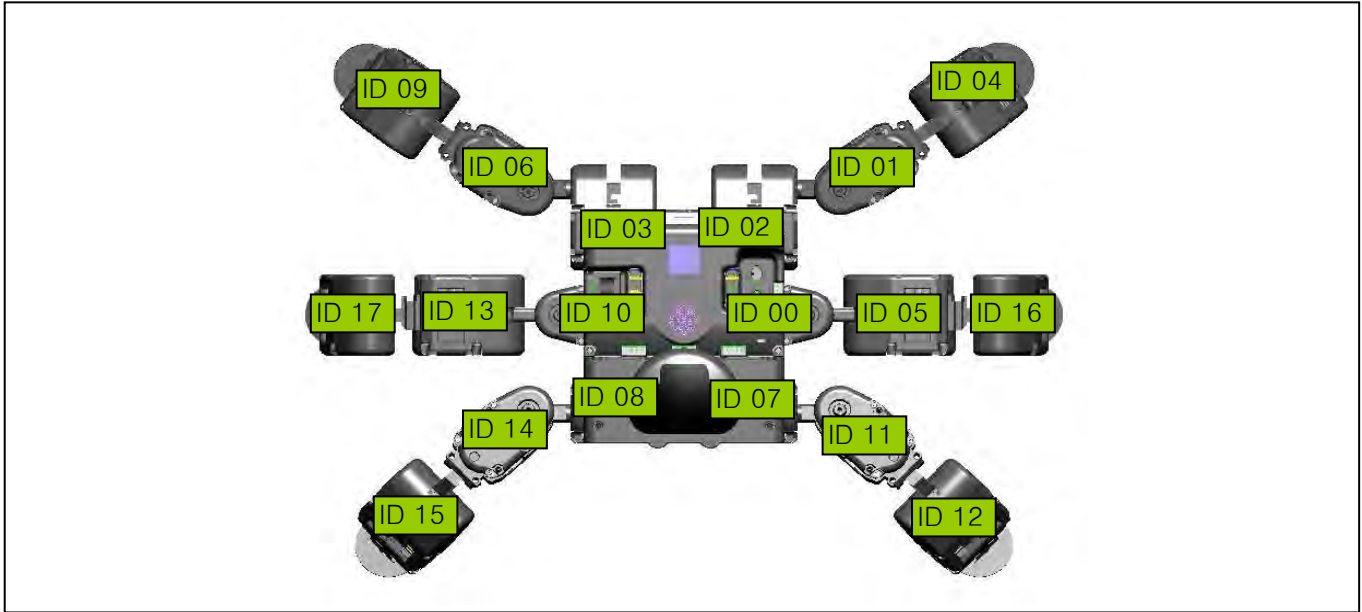 ID 09
ID 04
ID 06
ID 01
ID 03
ID 02
ID 17
ID 13
ID 10
ID 00
ID 05
ID 16
ID 08
ID 07
ID 14
ID 11
ID 15
ID 12